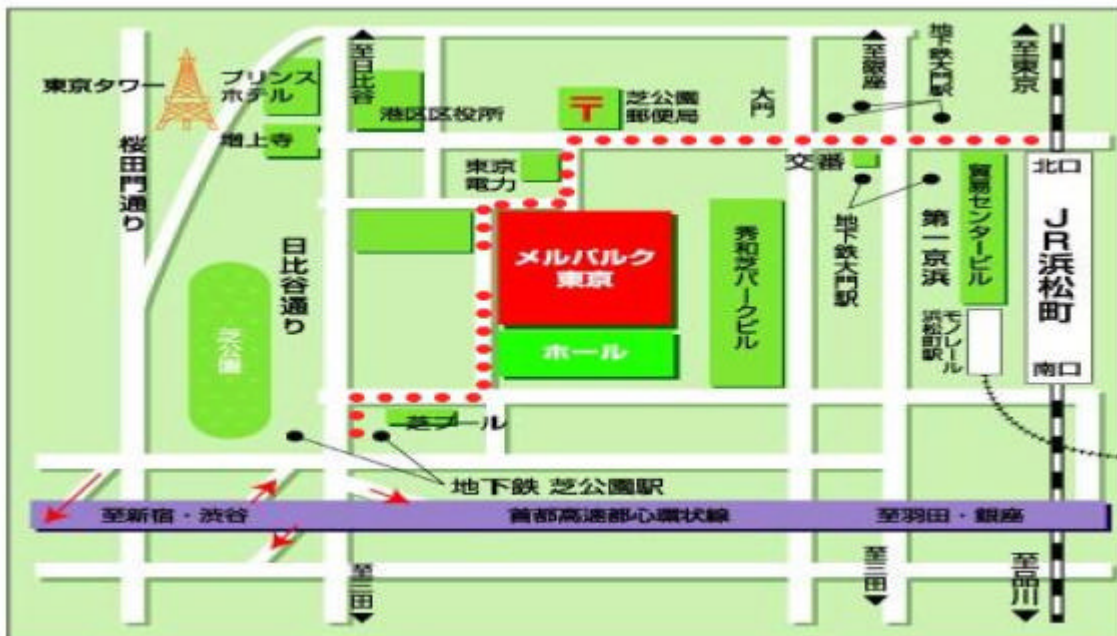 至日比谷
至銀座
地下鉄大門駅
至東京
東京タワー
プリンス
ホテル
港区区役所
〒
芝公園
郵便局
大門
増上寺
桜田門通り
東京
電力
交番
北口
日比谷通り
メルパルク
東京
秀和芝パークビル
地下鉄大門駅
第一京浜
貿易センタービル
JR浜松町
芝公園
ホール
モノレール
浜松町駅
南口
芝プール
地下鉄 芝公園駅
至新宿・渋谷
首都高速都心環状線
至羽田・銀座
至三田
至三田
至品川